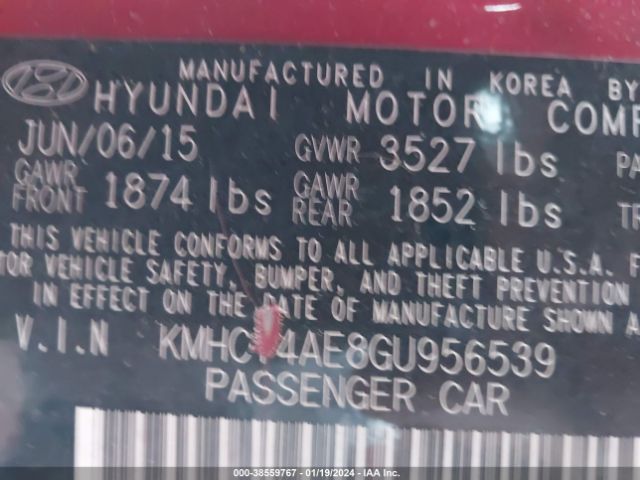 MANUFACTURED IN KOREA BY
HYUNDAI MOTOR COMP
JUN/06/15 GVWR 3527 lbs PA
GAWR FRONT 1874 lbs GAWR REAR 1852 lbs TR
THIS VEHICLE CONFORMS TO ALL APPLICABLE U.S.A. F
TOR VEHICLE SAFETY, BUMPER, AND THEFT PREVENTION
IN EFFECT ON THE DATE OF MANUFACTURE SHOWN A
V.I.N
PASSENGER CAR
000-38559767 - 01/19/2024 - IAA Inc.